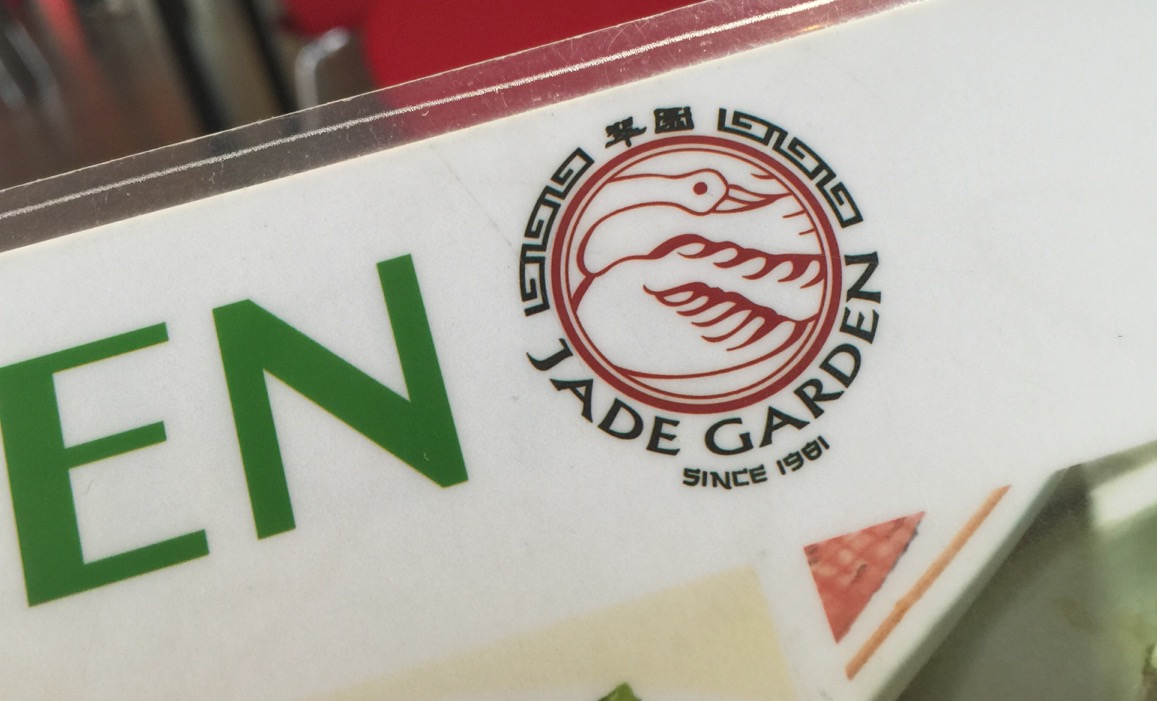 翠園
JADE GARDEN
SINCE 1981
EN